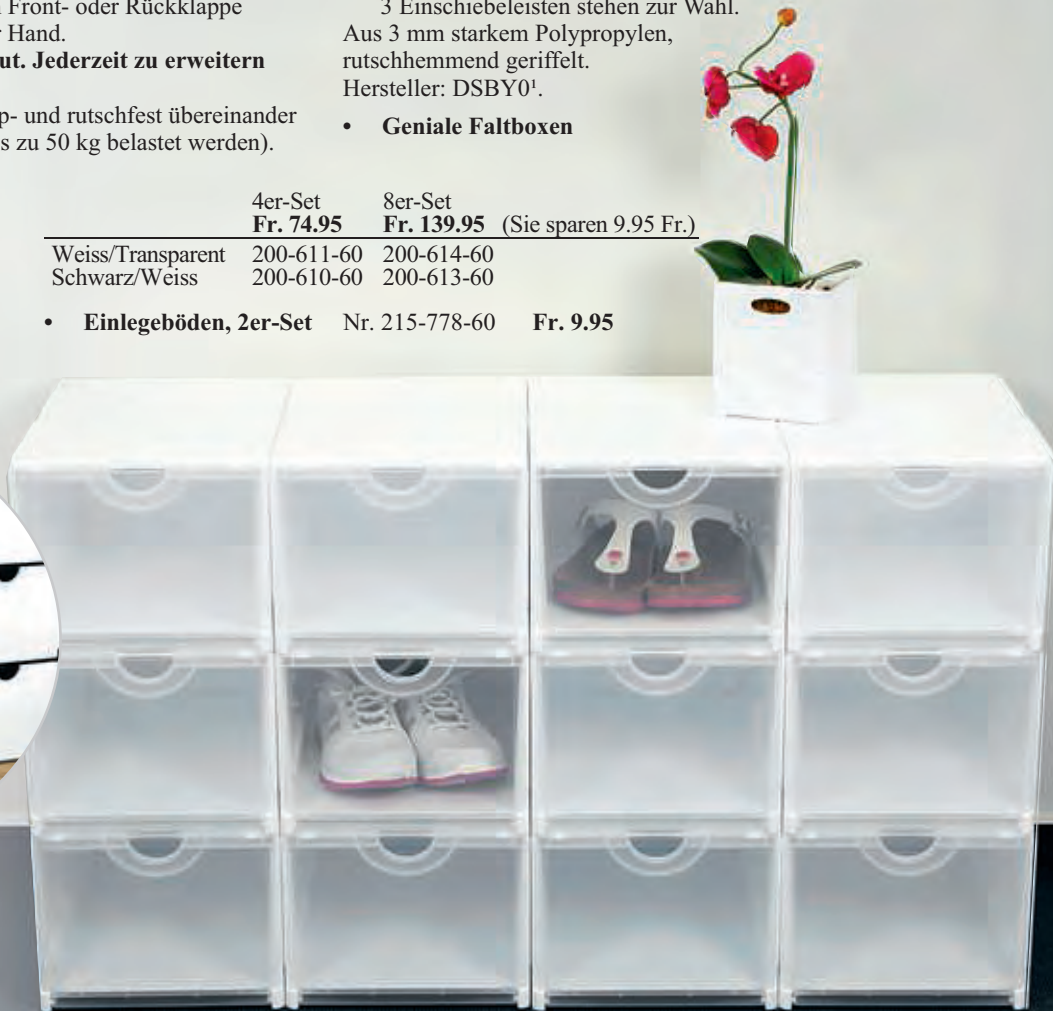 Front- oder Rückklappe
Hand.
Jederzeit zu erweitern
und rutschfest übereinander
zu 50 kg belastet werden).
3 Einschiebeleisten stehen zur Wahl.
Aus 3 mm starkem Polypropylen,
rutschhemmend geriffelt.
Hersteller: DSBY0¹.
• Geniale Faltboxen
4er-Set 8er-Set
Fr. 74.95 Fr. 139.95 (Sie sparen 9.95 Fr.)
Weiss/Transparent 200-611-60 200-614-60
Schwarz/Weiss 200-610-60 200-613-60
• Einlegeböden, 2er-Set Nr. 215-778-60 Fr. 9.95